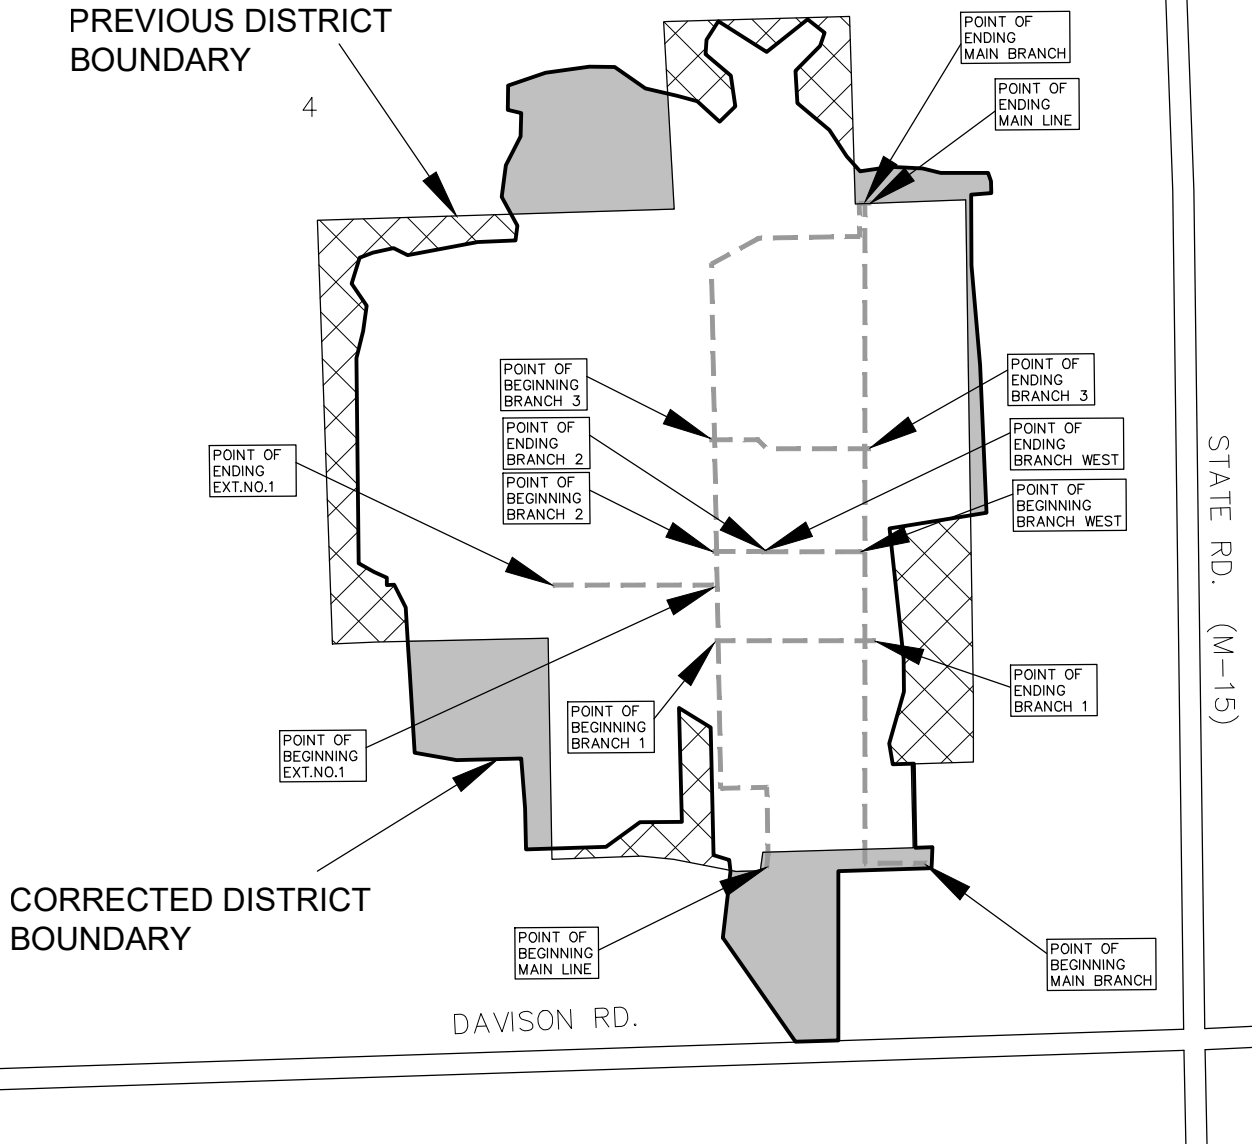 PREVIOUS DISTRICT
BOUNDARY
4
POINT OF
ENDING
MAIN BRANCH
POINT OF
ENDING
MAIN LINE
POINT OF
BEGINNING
BRANCH 3
POINT OF
ENDING
BRANCH 3
POINT OF
ENDING
BRANCH 2
POINT OF
ENDING
BRANCH WEST
POINT OF
ENDING
EXT.NO.1
POINT OF
BEGINNING
BRANCH 2
POINT OF
BEGINNING
BRANCH WEST
STATE RD. (M-15)
POINT OF
ENDING
BRANCH 1
POINT OF
BEGINNING
BRANCH 1
POINT OF
BEGINNING
EXT.NO.1
CORRECTED DISTRICT
BOUNDARY
POINT OF
BEGINNING
MAIN LINE
POINT OF
BEGINNING
MAIN BRANCH
DAVISON RD.